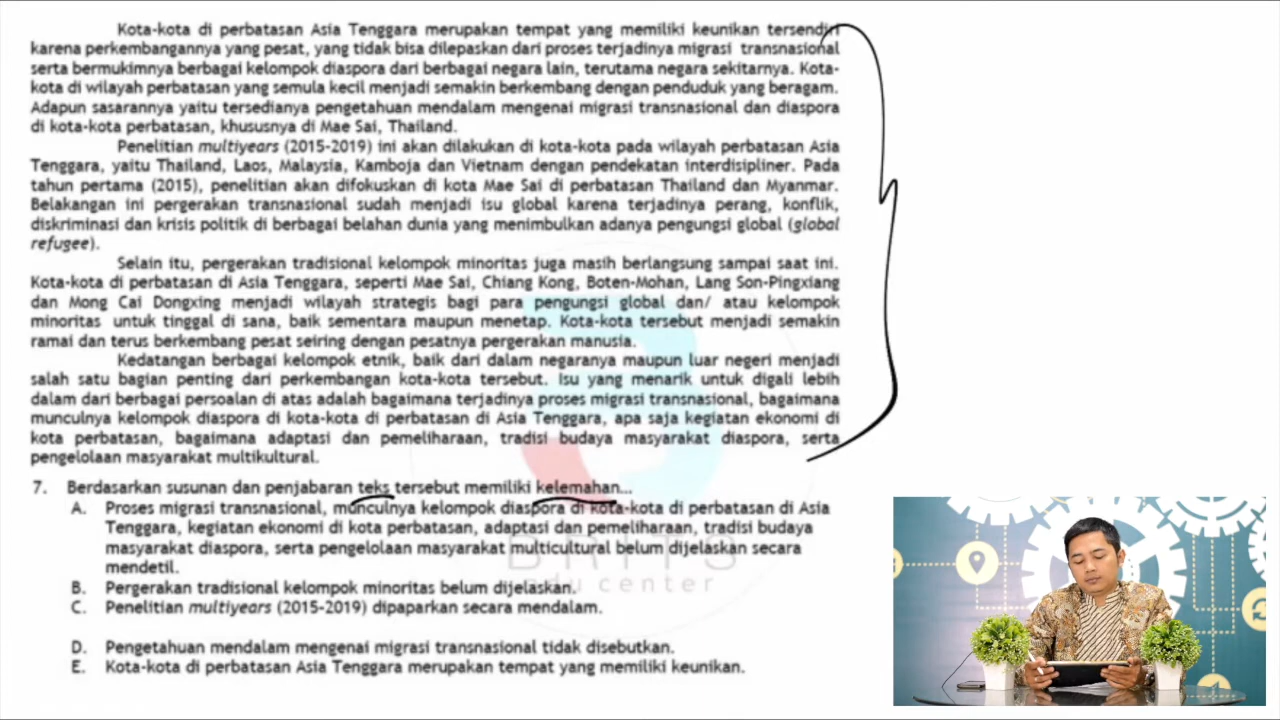 Kota-kota di perbatasan Asia Tenggara merupakan tempat yang memiliki keunikan tersendiri
karena perkembangannya yang pesat, yang tidak bisa dilepaskan dari proses terjadinya migrasi transnasional
serta bermukimnya berbagai kelompok diaspora dari berbagai negara lain, terutama negara sekitarnya. Kota-
kota di wilayah perbatasan yang semula kecil menjadi semakin berkembang dengan penduduk yang beragam.
Adapun sasarannya yaitu tersedianya pengetahuan mendalam mengenai migrasi transnasional dan diaspora
di kota-kota perbatasan, khususnya di Mae Sai, Thailand.
Penelitian multiyears (2015-2019) ini akan dilakukan di kota-kota pada wilayah perbatasan Asia
Tenggara, yaitu Thailand, Laos, Malaysia, Kamboja dan Vietnam dengan pendekatan interdisipliner. Pada
tahun pertama (2015), penelitian akan difokuskan di kota Mae Sai di perbatasan Thailand dan Myanmar.
Belakangan ini pergerakan transnasional sudah menjadi isu global karena terjadinya perang, konflik,
diskriminasi dan krisis politik di berbagai belahan dunia yang menimbulkan adanya pengungsi global (global
refugee).
Selain itu, pergerakan tradisional kelompok minoritas juga masih berlangsung sampai saat ini.
Kota-kota di perbatasan di Asia Tenggara, seperti Mae Sai, Chiang Kong, Boten-Mohan, Lang Son-Pingxiang
dan Mong Cai Dongxing menjadi wilayah strategis bagi para pengungsi global dan/ atau kelompok
minoritas untuk tinggal di sana, baik sementara maupun menetap. Kota-kota tersebut menjadi semakin
ramai dan terus berkembang pesat seiring dengan pesatnya pergerakan manusia.
Kedatangan berbagai kelompok etnik, baik dari dalam negaranya maupun luar negeri menjadi
salah satu bagian penting dari perkembangan kota-kota tersebut. Isu yang menarik untuk digali lebih
dalam dari berbagai persoalan di atas adalah bagaimana terjadinya proses migrasi transnasional, bagaimana
munculnya kelompok diaspora di kota-kota di perbatasan di Asia Tenggara, apa saja kegiatan ekonomi di
kota perbatasan, bagaimana adaptasi dan pemeliharaan, tradisi budaya masyarakat diaspora, serta
pengelolaan masyarakat multikultural.
7. Berdasarkan susunan dan penjabaran teks tersebut memiliki kelemahan...
A. Proses migrasi transnasional, munculnya kelompok diaspora di kota-kota di perbatasan di Asia
Tenggara, kegiatan ekonomi di kota perbatasan, adaptasi dan pemeliharaan, tradisi budaya
masyarakat diaspora, serta pengelolaan masyarakat multicultural belum dijelaskan secara
mendetil.
B. Pergerakan tradisional kelompok minoritas belum dijelaskan.
C. Penelitian multiyears (2015-2019) dipaparkan secara mendalam.
D. Pengetahuan mendalam mengenai migrasi transnasional tidak disebutkan.
E. Kota-kota di perbatasan Asia Tenggara merupakan tempat yang memiliki keunikan.
BRITS
edu center